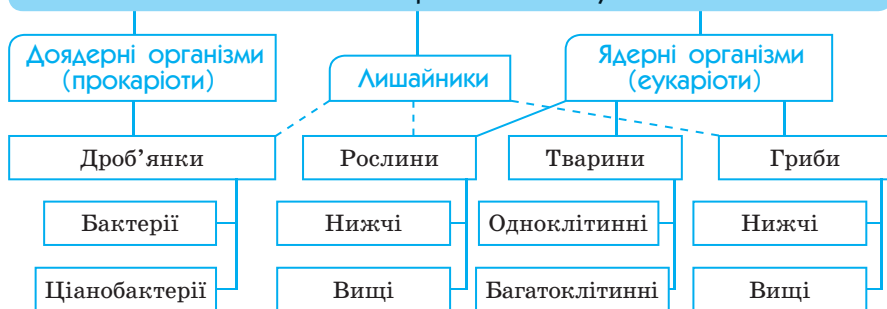 Доядерні організми
(прокаріоти)
Лишайники
Ядерні організми
(еукаріоти)
Дроб’янки
Рослини
Тварини
Гриби
Бактерії
Нижчі
Одноклітинні
Нижчі
Ціанобактерії
Вищі
Багатоклітинні
Вищі